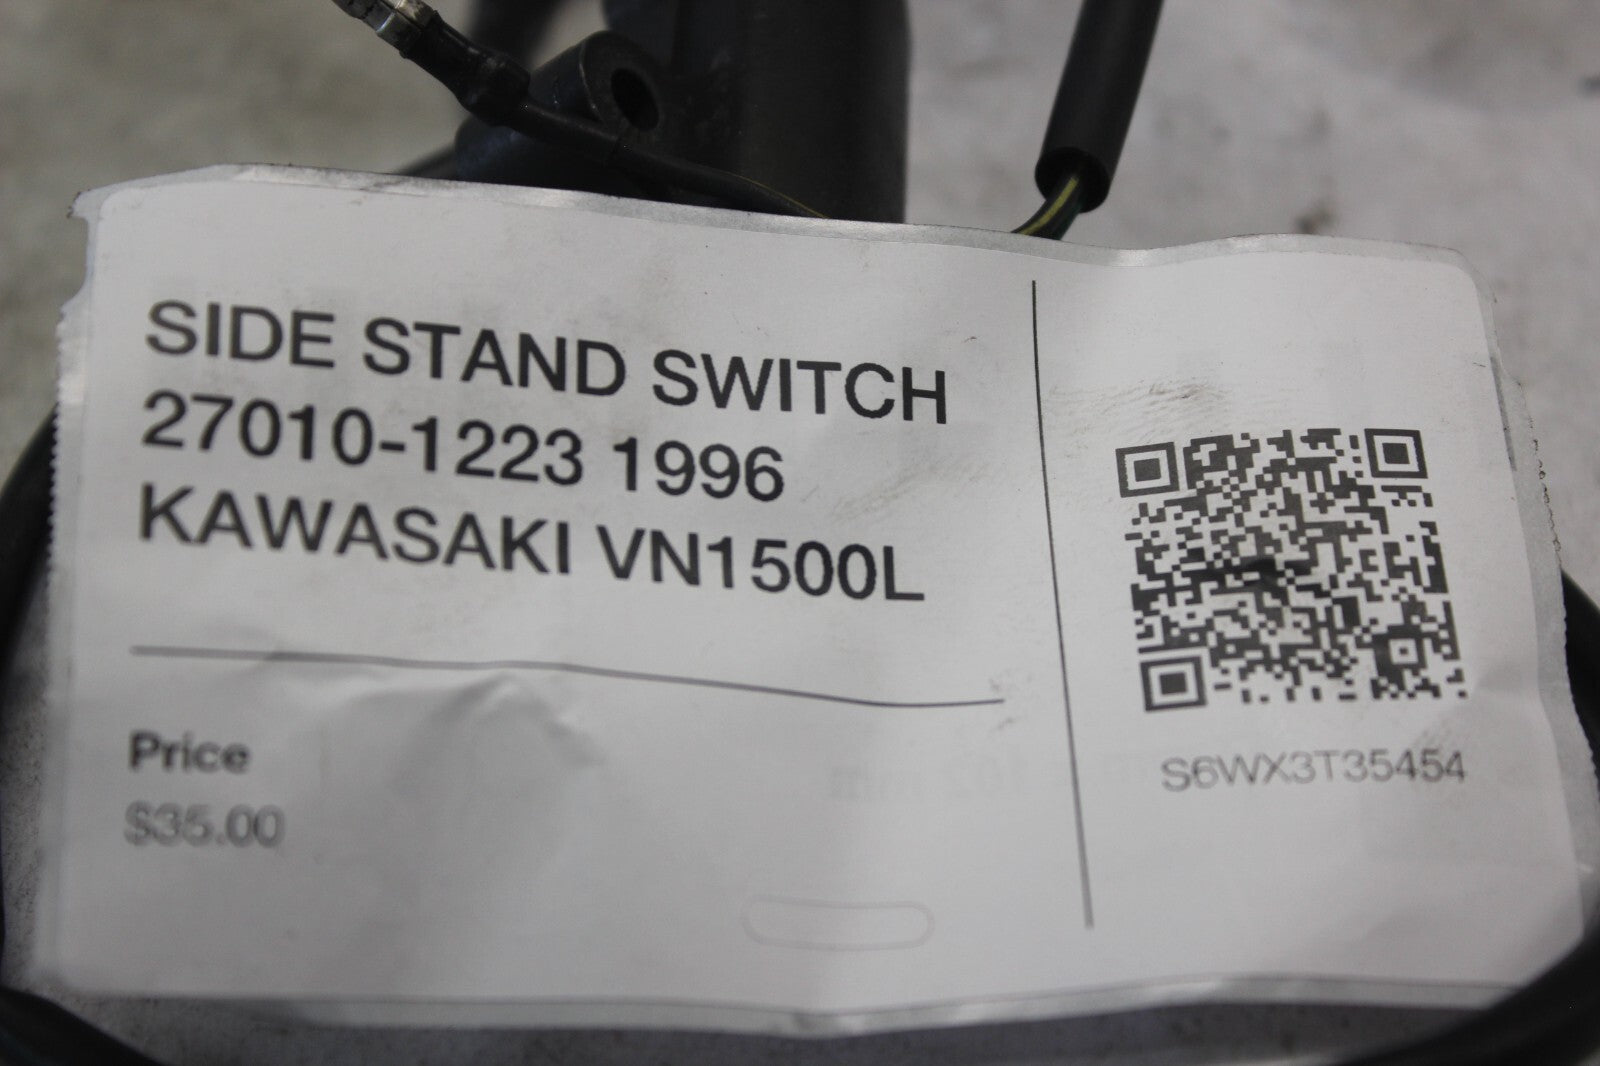 SIDE STAND SWITCH
27010-1223 1996
KAWASAKI VN1500L
Price
$35.00
S6WX3T35454